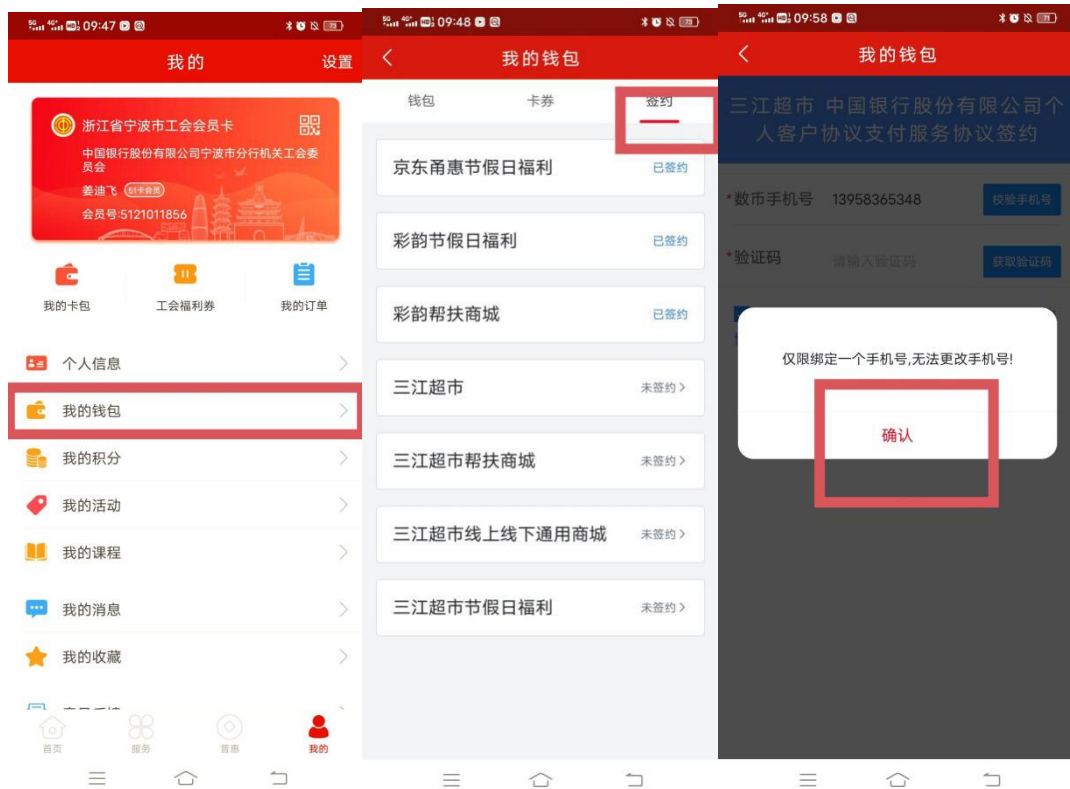 09:47
我的
设置
浙江省宁波市工会会员卡
中国银行股份有限公司宁波市分行机关工会委
员会
姜迪飞 51卡会员
会员号:5121011856
我的卡包
工会福利券
我的订单
个人信息
我的钱包
我的积分
我的活动
我的课程
我的消息
我的收藏
首页
服务
普惠
我的
09:48
我的钱包
钱包
卡券
签约
京东甬惠节假日福利
已签约
彩韵节假日福利
已签约
彩韵帮扶商城
已签约
三江超市
未签约
三江超市帮扶商城
未签约
三江超市线上线下通用商城
未签约
三江超市节假日福利
未签约
09:58
我的钱包
三江超市 中国银行股份有限公司个
人客户协议支付服务协议签约
*数币手机号 13958365348 校验手机号
*验证码 请输入验证码 获取验证码
仅限绑定一个手机号,无法更改手机号!
确认